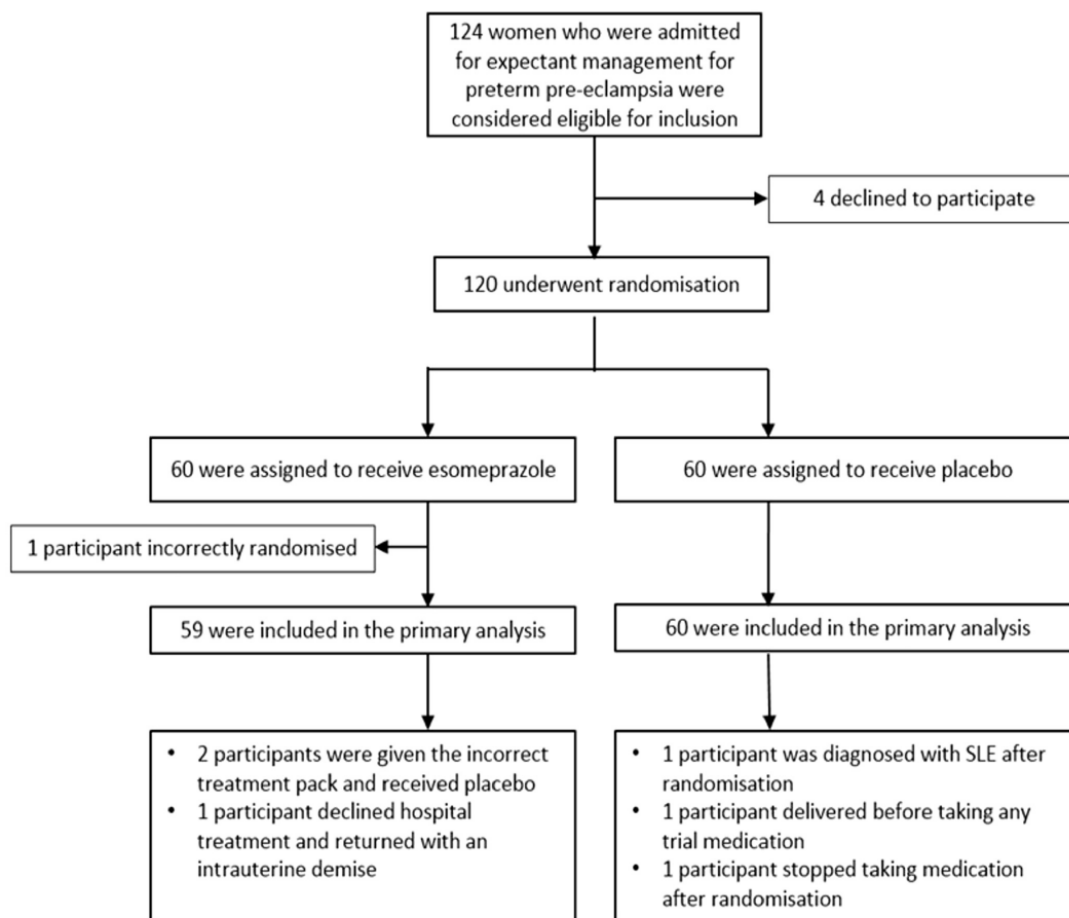 124 women who were admitted
for expectant management for
preterm pre-eclampsia were
considered eligible for inclusion
4 declined to participate
120 underwent randomisation
60 were assigned to receive esomeprazole
60 were assigned to receive placebo
1 participant incorrectly randomised
59 were included in the primary analysis
60 were included in the primary analysis
• 2 participants were given the incorrect
treatment pack and received placebo
• 1 participant declined hospital
treatment and returned with an
intrauterine demise
• 1 participant was diagnosed with SLE after
randomisation
• 1 participant delivered before taking any
trial medication
• 1 participant stopped taking medication
after randomisation